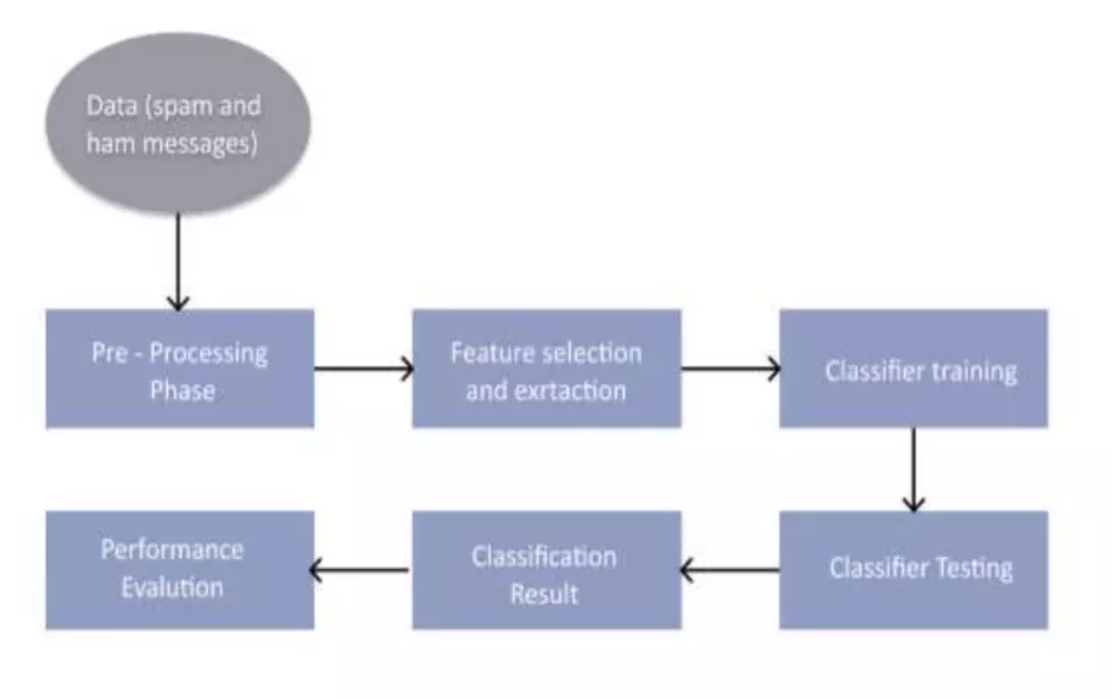 Data (spam and
ham messages)
Pre - Processing
Phase
Feature selection
and exrtaction
Classifier training
Classifier Testing
Classification
Result
Performance
Evalution